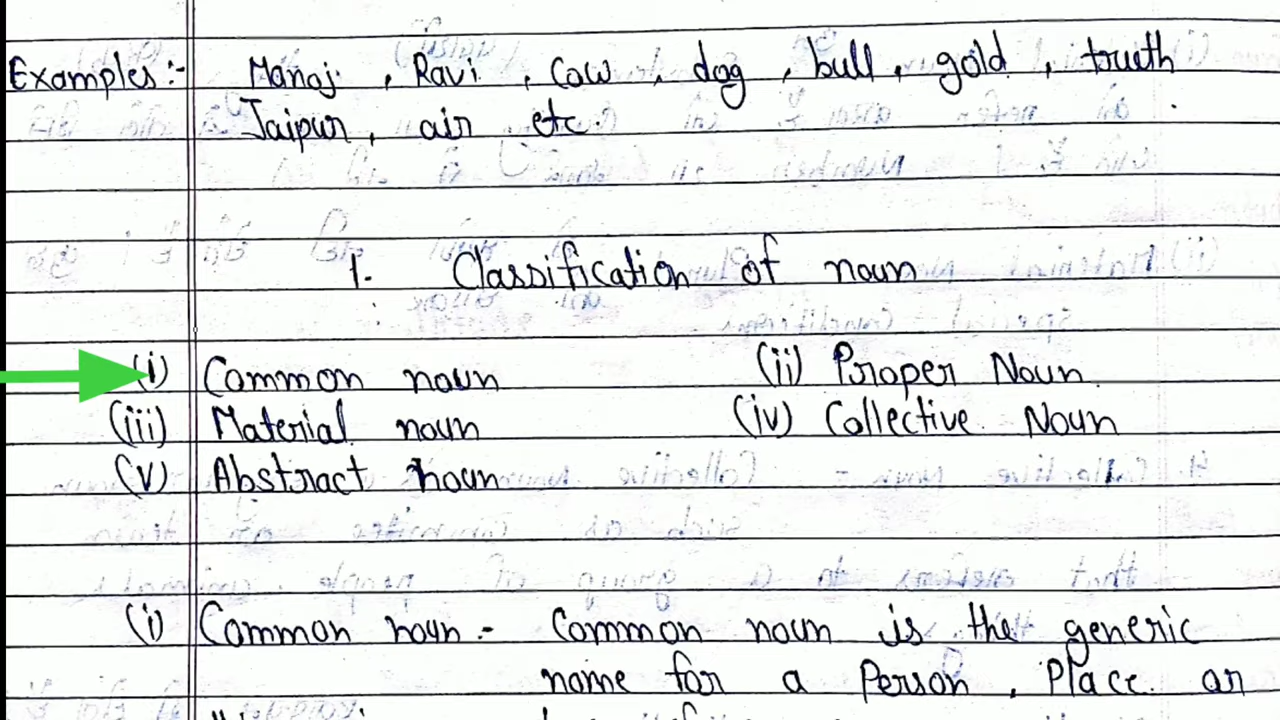 Examples:- Manoj , Ravi , Cow , dog , bull , gold , trueth
Jaipur, air etc.
1. Classification of noun
(i) Common noun (ii) Proper Noun.
(iii) Material noun (iv) Collective Noun
(v) Abstract noun
(i) Common noun :- Common noun is the generic
name for a Person , Place or